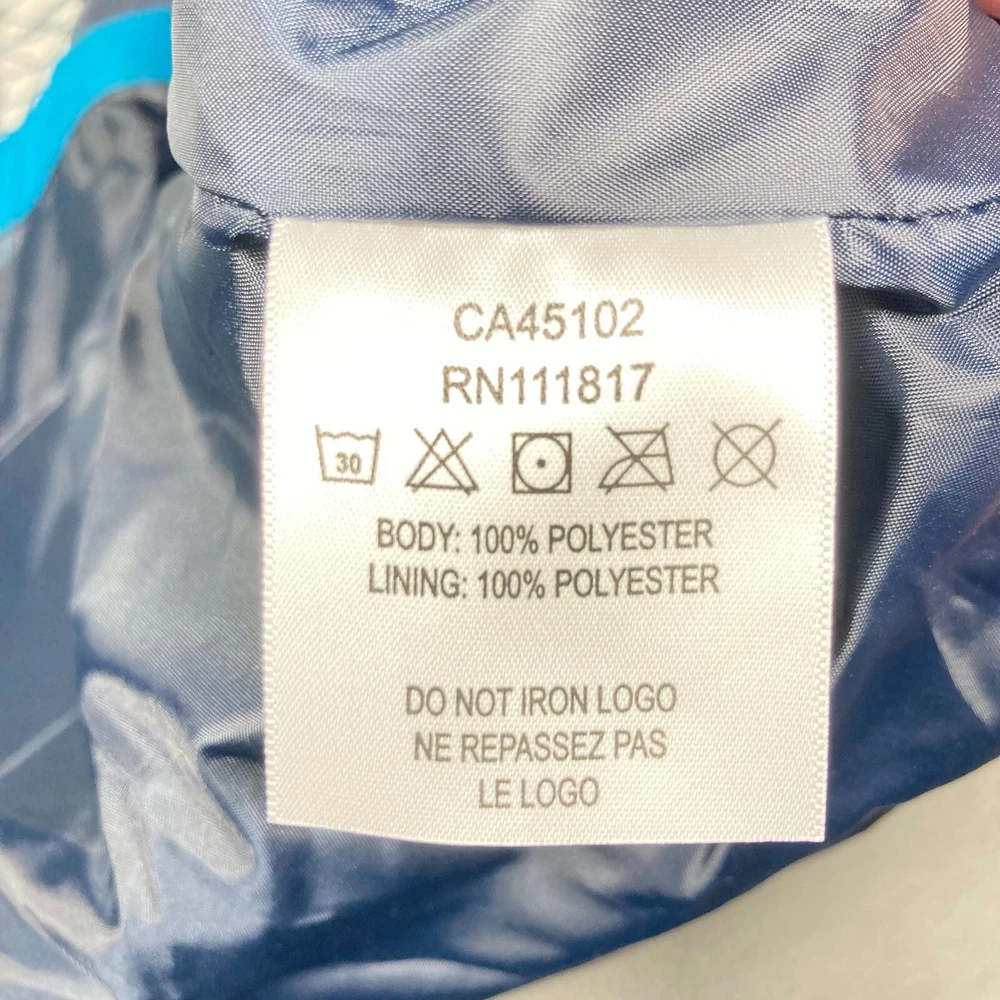 CA45102
RN111817
30
BODY: 100% POLYESTER
LINING: 100% POLYESTER
DO NOT IRON LOGO
NE REPASSEZ PAS
LE LOGO